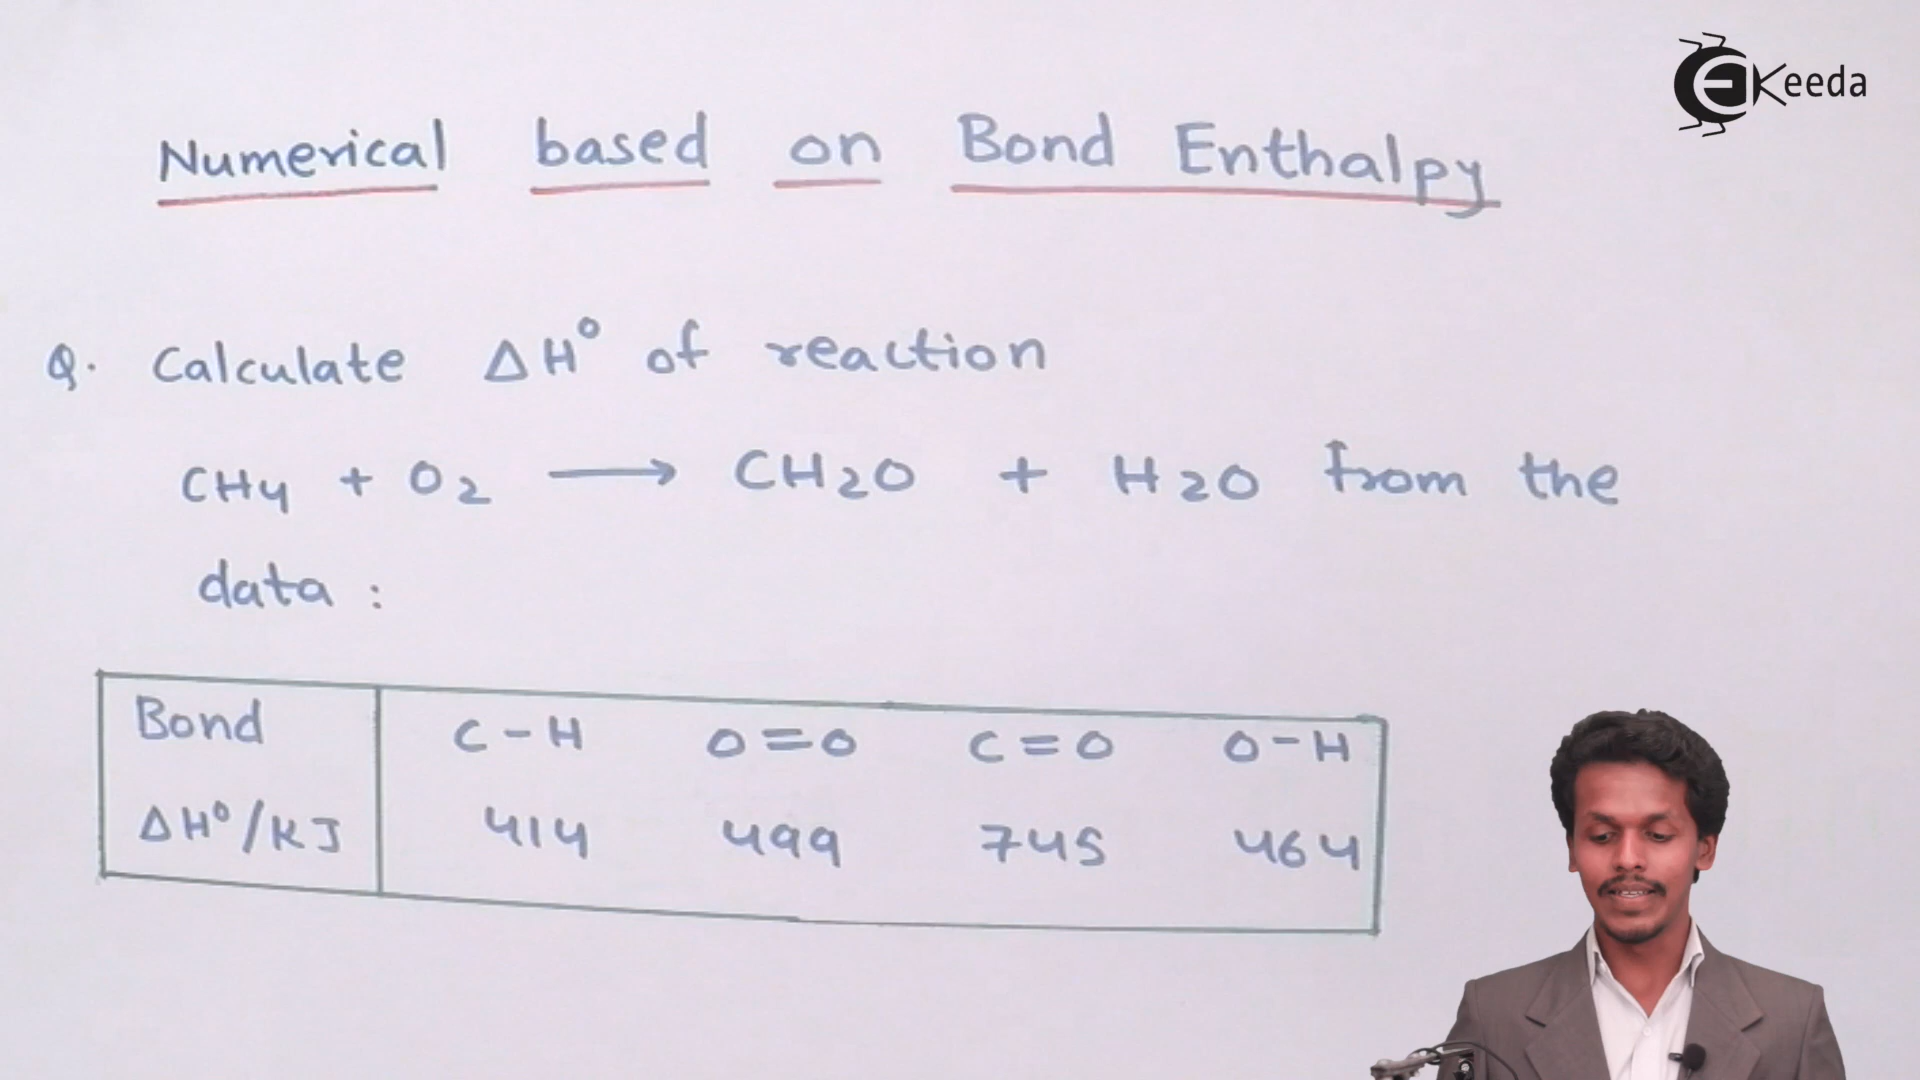 EKeeda
Numerical based on Bond Enthalpy
Q. Calculate ΔH° of reaction
CH4 + O2 ⟶ CH2O + H2O from the
data :
Bond C-H O=O C=O O-H
ΔH°/KJ 414 499 745 464